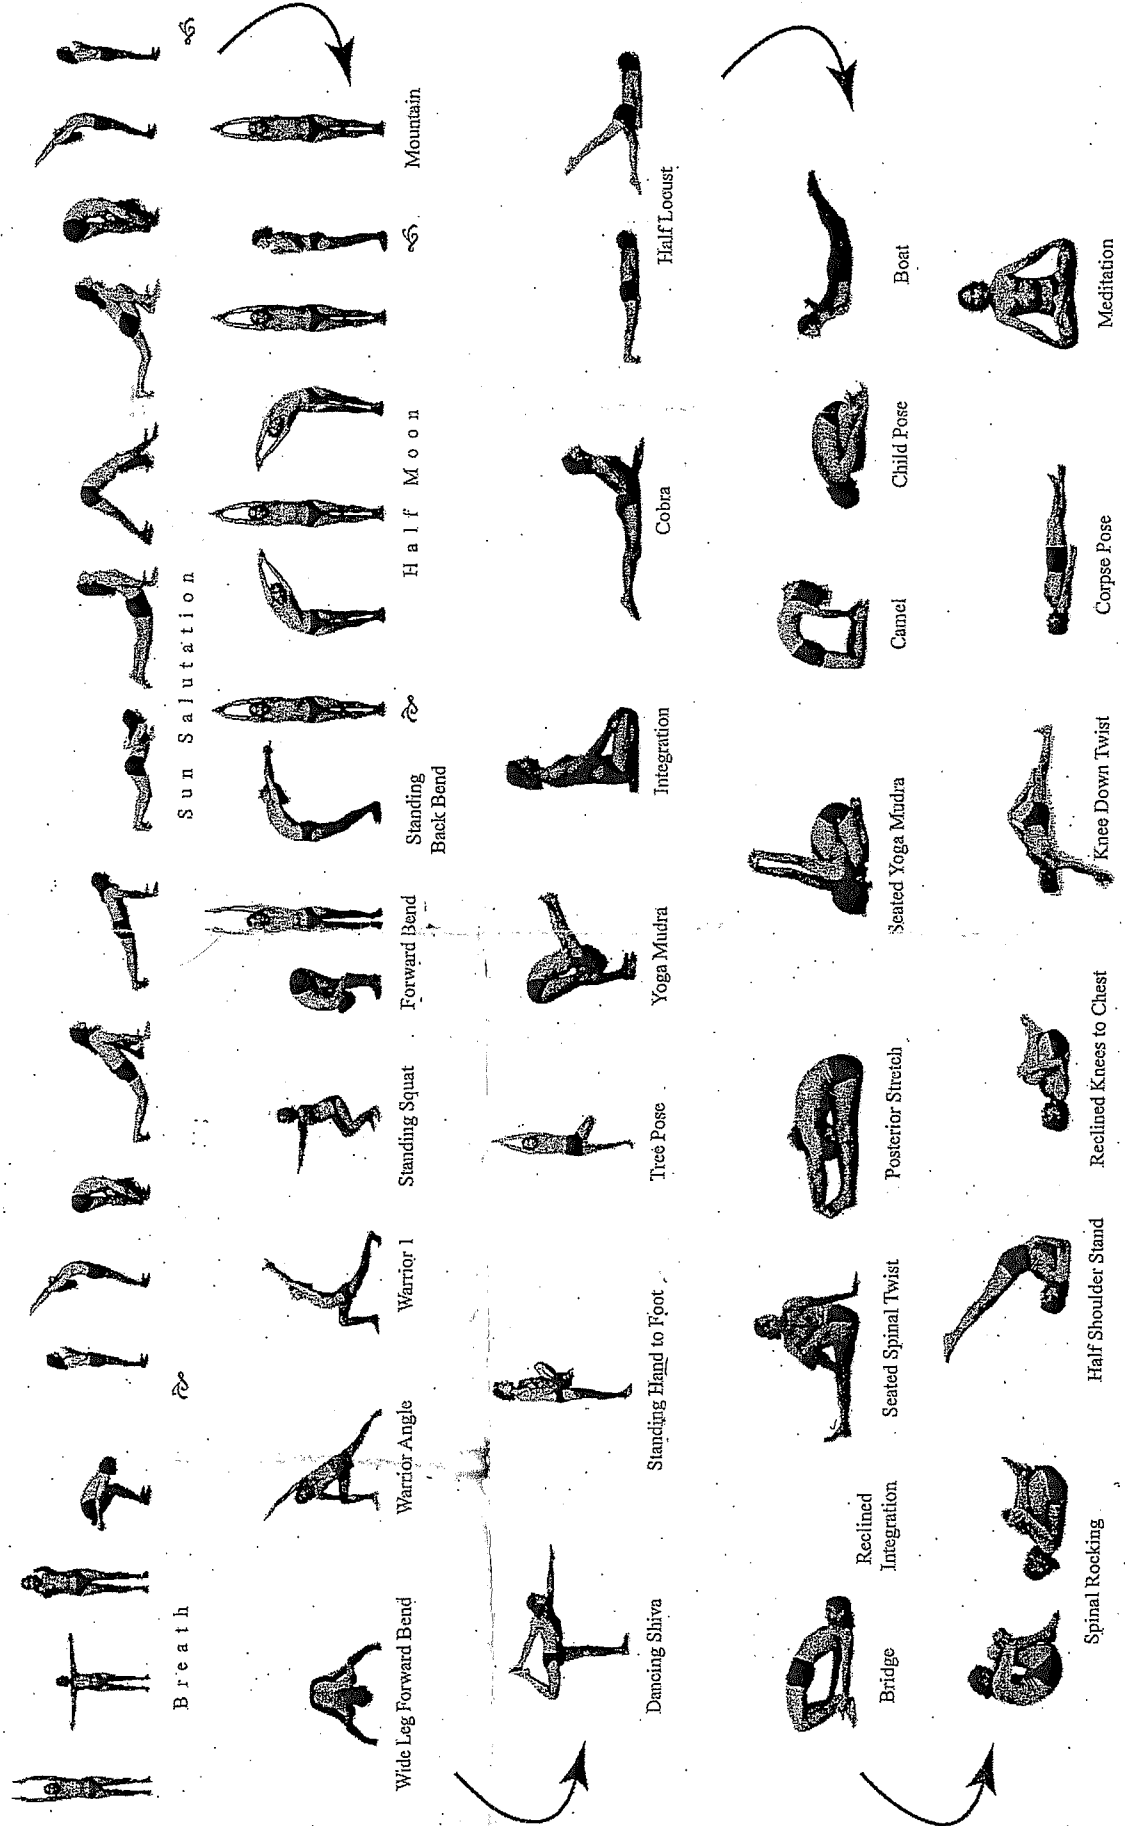 Breath
Sun Salutation
Wide Leg Forward Bend
Warrior Angle
Warrior 1
Standing Squat
Forward Bend
Standing
Back Bend
Half Moon
Mountain
Dancing Shiva
Standing Hand to Foot
Tree Pose
Yoga Mudra
Integration
Cobra
Half Locust
Bridge
Reclined
Integration
Seated Spinal Twist
Posterior Stretch
Seated Yoga Mudra
Camel
Child Pose
Boat
Spinal Rocking
Half Shoulder Stand
Reclined Knees to Chest
Knee Down Twist
Corpse Pose
Meditation